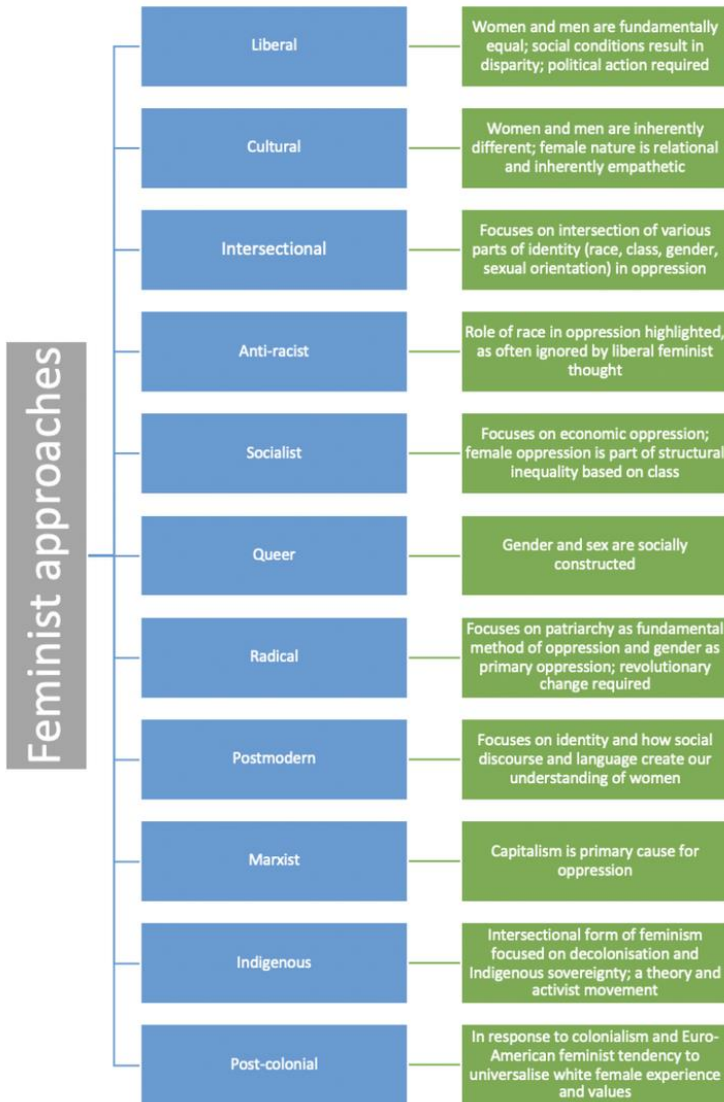 Feminist approaches
Liberal
Women and men are fundamentally
equal; social conditions result in
disparity; political action required
Cultural
Women and men are inherently
different; female nature is relational
and inherently empathetic
Intersectional
Focuses on intersection of various
parts of identity (race, class, gender,
sexual orientation) in oppression
Anti-racist
Role of race in oppression highlighted,
as often ignored by liberal feminist
thought
Socialist
Focuses on economic oppression;
female oppression is part of structural
inequality based on class
Queer
Gender and sex are socially
constructed
Radical
Focuses on patriarchy as fundamental
method of oppression and gender as
primary oppression; revolutionary
change required
Postmodern
Focuses on identity and how social
discourse and language create our
understanding of women
Marxist
Capitalism is primary cause for
oppression
Indigenous
Intersectional form of feminism
focused on decolonisation and
Indigenous sovereignty; a theory and
activist movement
Post-colonial
In response to colonialism and Euro-
American feminist tendency to
universalise white female experience
and values